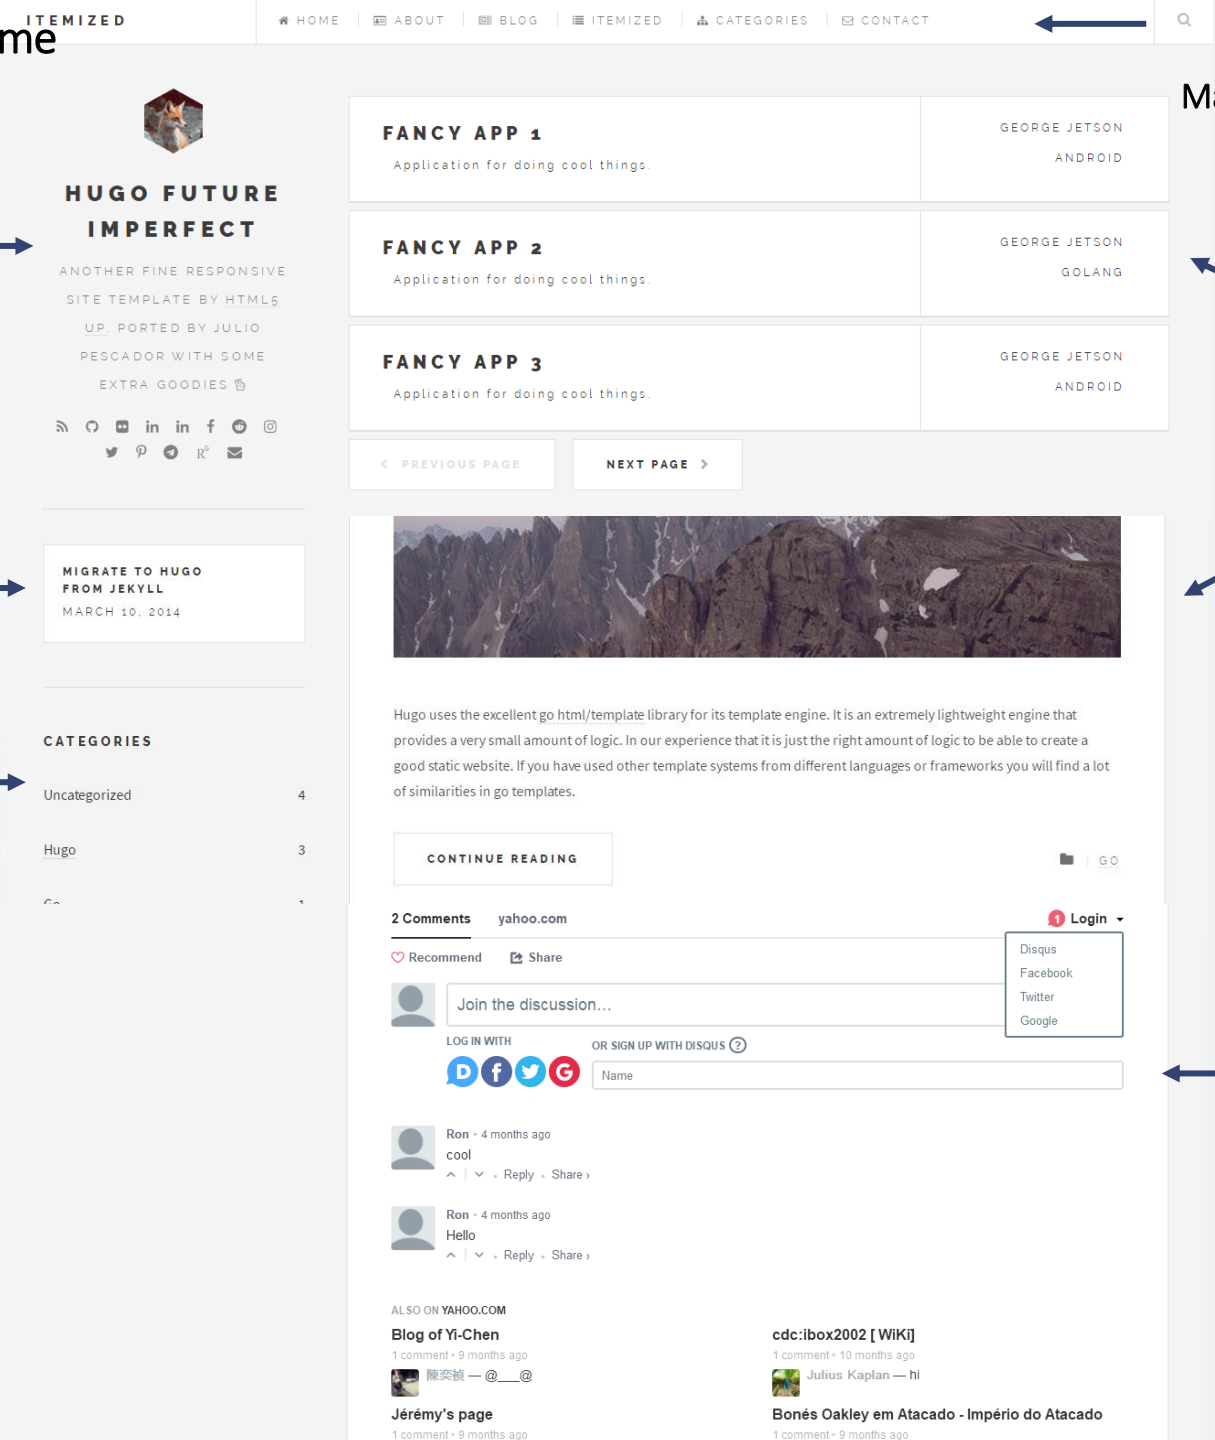 ITEMIZED
HOME
ABOUT
BLOG
ITEMIZED
CATEGORIES
CONTACT
me
HUGO FUTURE
IMPERFECT
ANOTHER FINE RESPONSIVE
SITE TEMPLATE BY HTML5
UP. PORTED BY JULIO
PESCADOR WITH SOME
EXTRA GOODIES
MIGRATE TO HUGO
FROM JEKYLL
MARCH 10, 2014
CATEGORIES
Uncategorized 4
Hugo 3
FANCY APP 1
Application for doing cool things.
GEORGE JETSON
ANDROID
FANCY APP 2
Application for doing cool things.
GEORGE JETSON
GOLANG
FANCY APP 3
Application for doing cool things.
GEORGE JETSON
ANDROID
PREVIOUS PAGE
NEXT PAGE
Hugo uses the excellent go html/template library for its template engine. It is an extremely lightweight engine that
provides a very small amount of logic. In our experience that it is just the right amount of logic to be able to create a
good static website. If you have used other template systems from different languages or frameworks you will find a lot
of similarities in go templates.
CONTINUE READING
GO
2 Comments yahoo.com 1 Login
Disqus
Facebook
Twitter
Google
Recommend Share
Join the discussion…
LOG IN WITH
OR SIGN UP WITH DISQUS ?
Name
Ron • 4 months ago
cool
Reply • Share ›
Ron • 4 months ago
Hello
Reply • Share ›
ALSO ON YAHOO.COM
Blog of Yi-Chen
1 comment • 9 months ago
陳奕禎 — @___@
cdc:ibox2002 [ WiKi]
1 comment • 10 months ago
Julius Kaplan — hi
Jérémy's page
1 comment • 9 months ago
Bonés Oakley em Atacado - Império do Atacado
1 comment • 9 months ago